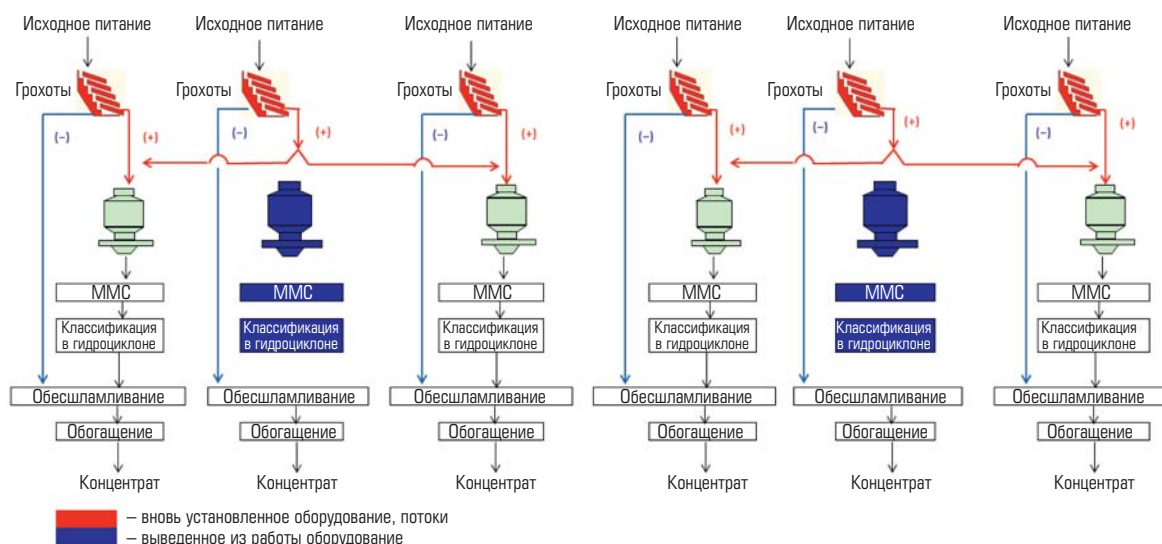 Исходное питание Исходное питание Исходное питание Исходное питание Исходное питание Исходное питание
Грохоты Грохоты Грохоты Грохоты Грохоты Грохоты
(–) (+) (–) (+) (–) (+) (–) (+) (–) (+) (–) (+)
ММС ММС ММС ММС ММС ММС
Классификация Классификация Классификация Классификация Классификация Классификация
в гидроциклоне в гидроциклоне в гидроциклоне в гидроциклоне в гидроциклоне в гидроциклоне
Обесшламливание Обесшламливание Обесшламливание Обесшламливание Обесшламливание Обесшламливание
Обогащение Обогащение Обогащение Обогащение Обогащение Обогащение
Концентрат Концентрат Концентрат Концентрат Концентрат Концентрат
– вновь установленное оборудование, потоки
– выведенное из работы оборудование